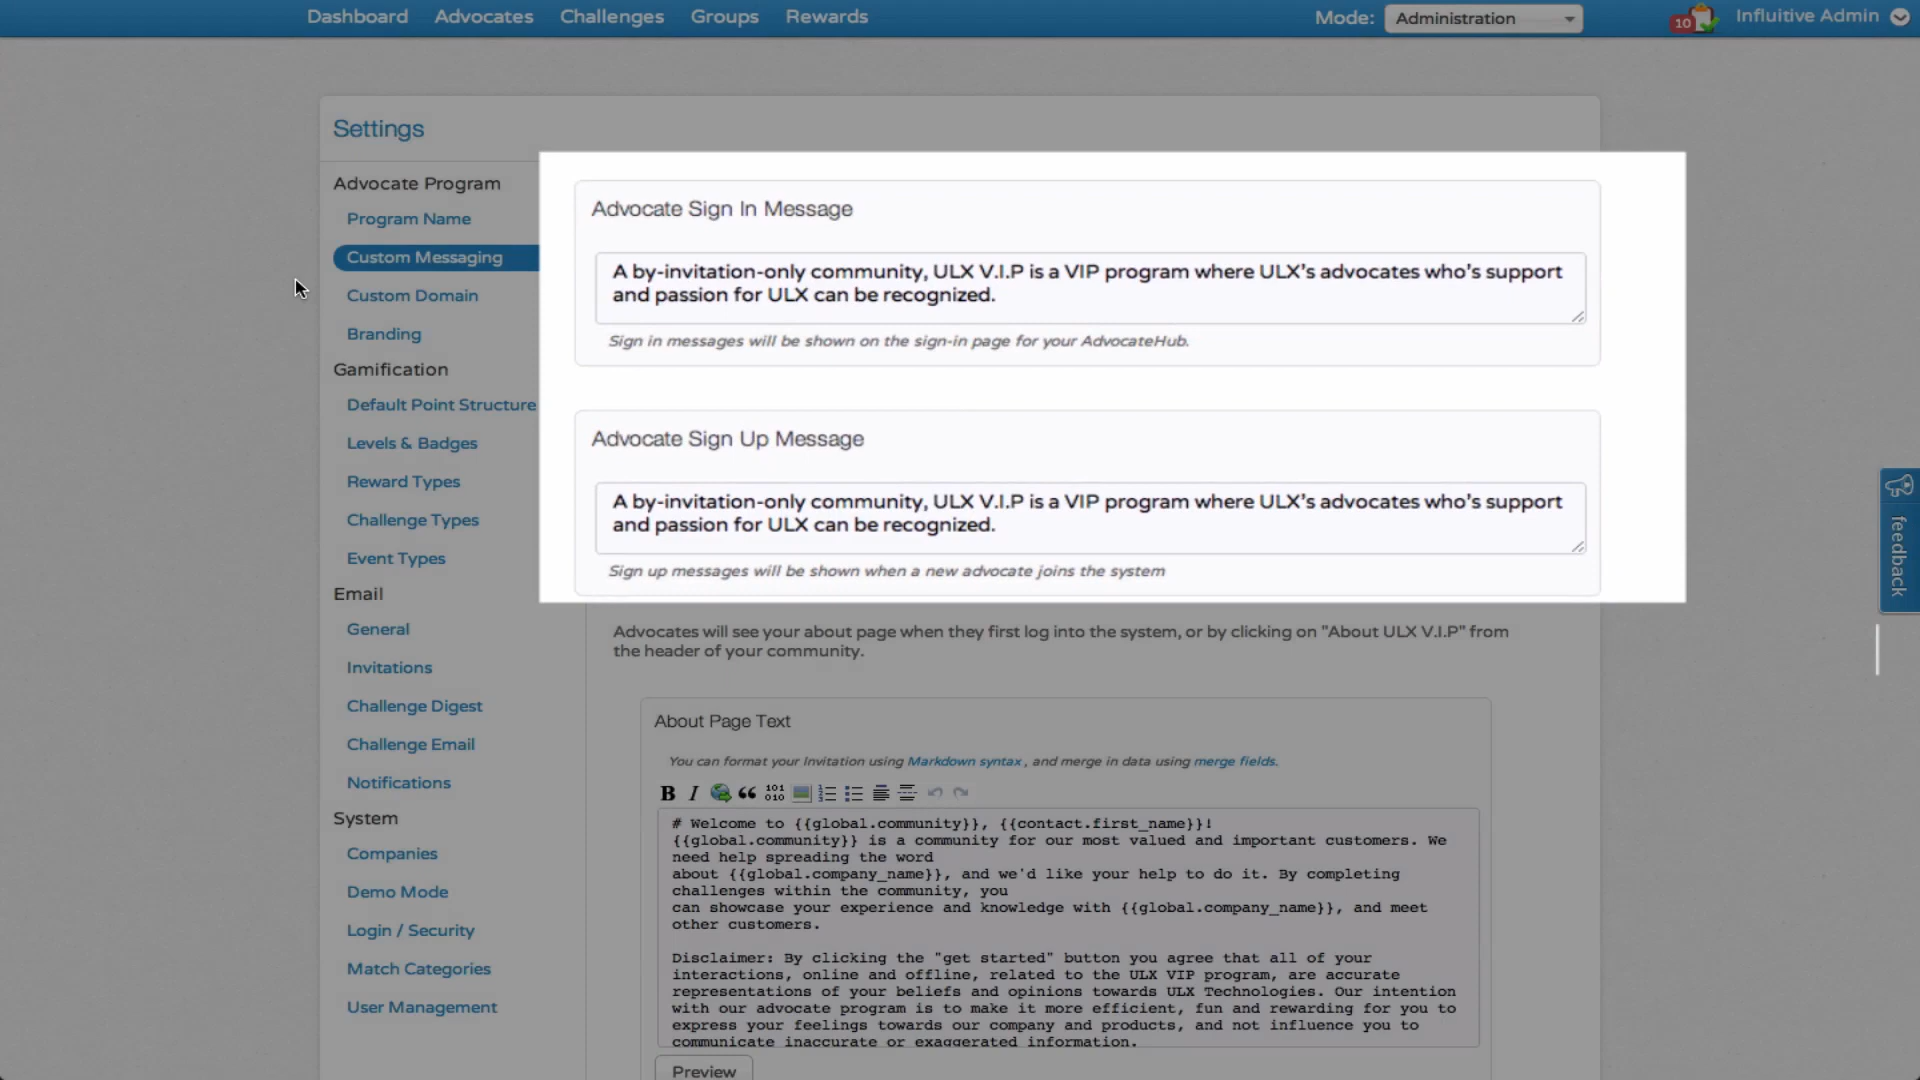 Dashboard Advocates Challenges Groups Rewards Mode: Administration 10 Influitive Admin
Settings
Advocate Program
Program Name
Custom Messaging
Custom Domain
Branding
Gamification
Default Point Structure
Levels & Badges
Reward Types
Challenge Types
Event Types
Email
General
Invitations
Challenge Digest
Challenge Email
Notifications
System
Companies
Demo Mode
Login / Security
Match Categories
User Management
Advocate Sign In Message
A by-invitation-only community, ULX V.I.P is a VIP program where ULX's advocates who's support
and passion for ULX can be recognized.
Sign in messages will be shown on the sign-in page for your AdvocateHub.
Advocate Sign Up Message
A by-invitation-only community, ULX V.I.P is a VIP program where ULX's advocates who's support
and passion for ULX can be recognized.
Sign up messages will be shown when a new advocate joins the system
Advocates will see your about page when they first log into the system, or by clicking on "About ULX V.I.P" from
the header of your community.
About Page Text
You can format your Invitation using Markdown syntax , and merge in data using merge fields.
B I 101 010
# Welcome to {{global.community}}, {{contact.first_name}}!
{{global.community}} is a community for our most valued and important customers. We
need help spreading the word
about {{global.company_name}}, and we'd like your help to do it. By completing
challenges within the community, you
can showcase your experience and knowledge with {{global.company_name}}, and meet
other customers.
Disclaimer: By clicking the "get started" button you agree that all of your
interactions, online and offline, related to the ULX VIP program, are accurate
representations of your beliefs and opinions towards ULX Technologies. Our intention
with our advocate program is to make it more efficient, fun and rewarding for you to
express your feelings towards our company and products, and not influence you to
communicate inaccurate or exaggerated information.
Preview
feedback